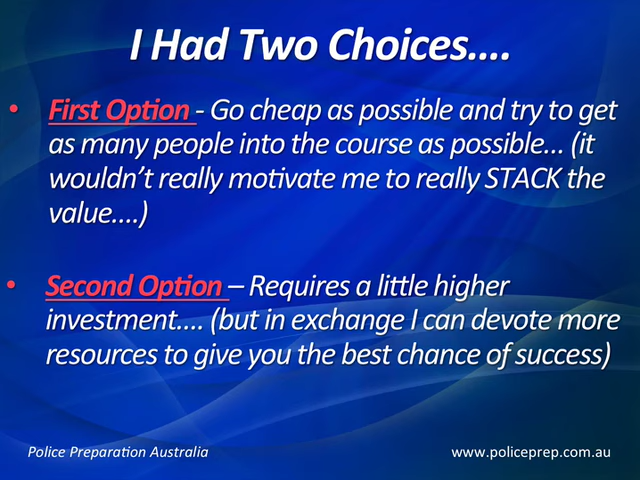 I Had Two Choices....
• First Option - Go cheap as possible and try to get
as many people into the course as possible... (it
wouldn't really motivate me to really STACK the
value....)
• Second Option – Requires a little higher
investment.... (but in exchange I can devote more
resources to give you the best chance of success)
Police Preparation Australia
www.policeprep.com.au